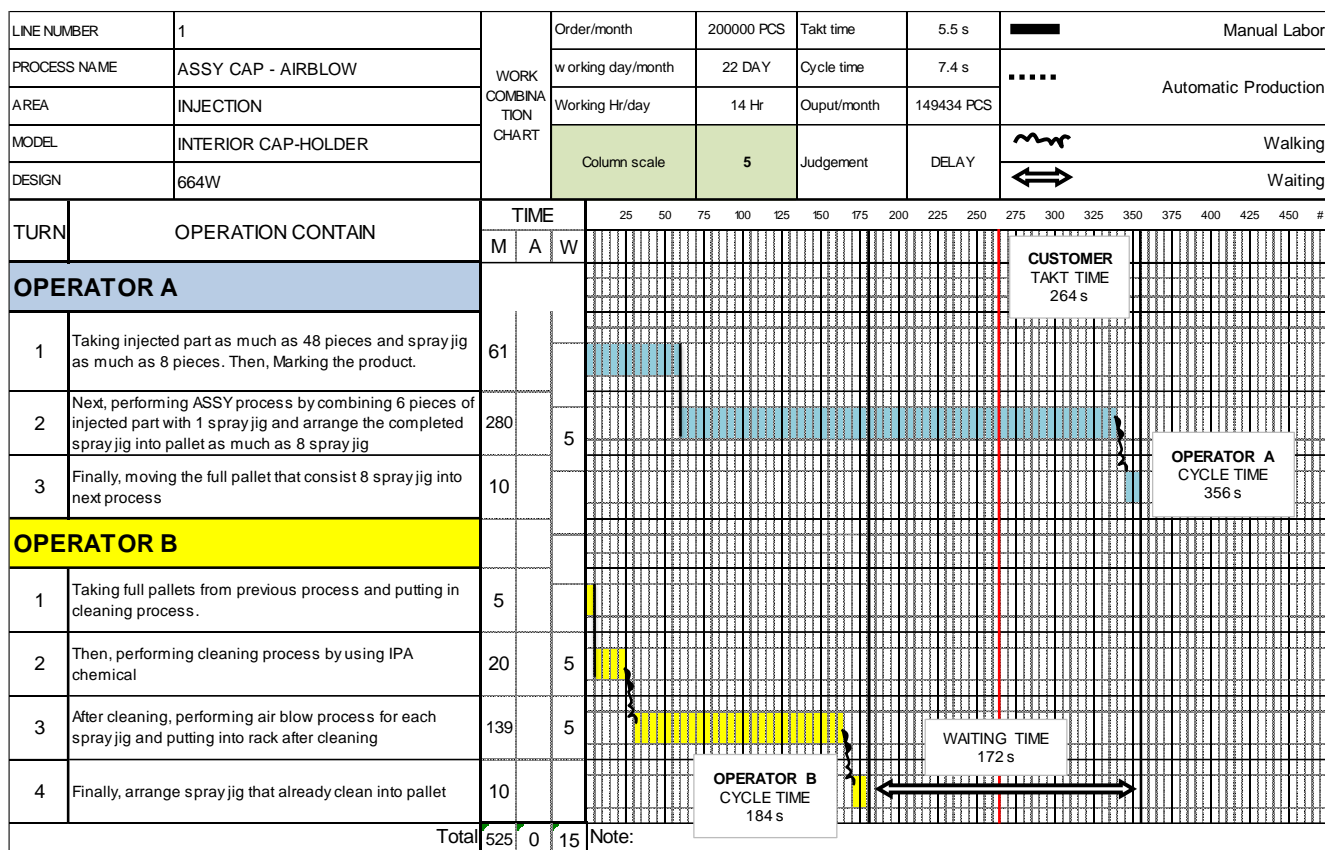 LINE NUMBER 1
PROCESS NAME ASSY CAP - AIRBLOW
AREA INJECTION
MODEL INTERIOR CAP-HOLDER
DESIGN 664W
WORK
COMBINA
TION
CHART
Order/month 200000 PCS Takt time 5.5 s
working day/month 22 DAY Cycle time 7.4 s
Working Hr/day 14 Hr Ouput/month 149434 PCS
Column scale 5 Judgement DELAY
Manual Labor
Automatic Production
Walking
Waiting
TURN OPERATION CONTAIN TIME
M A W
25 50 75 100 125 150 175 200 225 250 275 300 325 350 375 400 425 450 #
OPERATOR A
1 Taking injected part as much as 48 pieces and spray jig
as much as 8 pieces. Then, Marking the product.
61
2 Next, performing ASSY process by combining 6 pieces of
injected part with 1 spray jig and arrange the completed
spray jig into pallet as much as 8 spray jig
280 5
3 Finally, moving the full pallet that consist 8 spray jig into
next process
10
OPERATOR B
1 Taking full pallets from previous process and putting in
cleaning process.
5
2 Then, performing cleaning process by using IPA
chemical
20 5
3 After cleaning, performing air blow process for each
spray jig and putting into rack after cleaning
139 5
4 Finally, arrange spray jig that already clean into pallet 10
CUSTOMER
TAKT TIME
264 s
OPERATOR A
CYCLE TIME
356 s
WAITING TIME
172 s
OPERATOR B
CYCLE TIME
184 s
Total 525 0 15 Note: